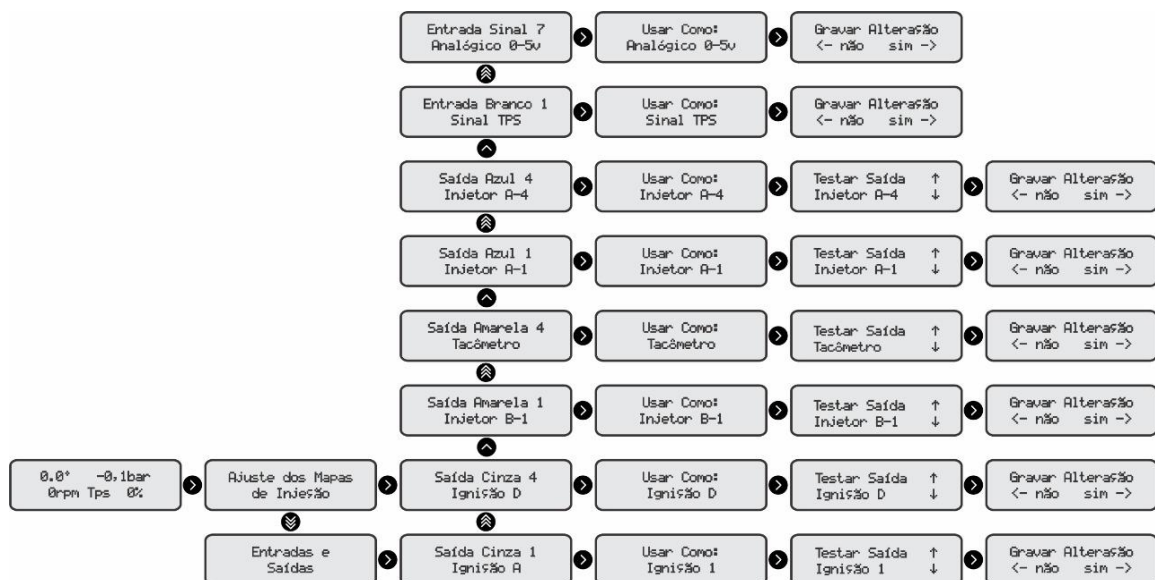 Entrada Sinal 7
Analógico 0-5v
Usar Como:
Analógico 0-5v
Gravar Alteração
<- não sim ->
Entrada Branco 1
Sinal TPS
Usar Como:
Sinal TPS
Gravar Alteração
<- não sim ->
Saída Azul 4
Injetor A-4
Usar Como:
Injetor A-4
Testar Saída ↑
Injetor A-4 ↓
Gravar Alteração
<- não sim ->
Saída Azul 1
Injetor A-1
Usar Como:
Injetor A-1
Testar Saída ↑
Injetor A-1 ↓
Gravar Alteração
<- não sim ->
Saída Amarela 4
Tacômetro
Usar Como:
Tacômetro
Testar Saída ↑
Tacômetro ↓
Gravar Alteração
<- não sim ->
Saída Amarela 1
Injetor B-1
Usar Como:
Injetor B-1
Testar Saída ↑
Injetor B-1 ↓
Gravar Alteração
<- não sim ->
0.0° -0,1bar
0rpm Tps 0%
Ajuste dos Mapas
de Injeção
Saída Cinza 4
Ignição D
Usar Como:
Ignição D
Testar Saída ↑
Ignição D ↓
Gravar Alteração
<- não sim ->
Entradas e
Saídas
Saída Cinza 1
Ignição A
Usar Como:
Ignição 1
Testar Saída ↑
Ignição 1 ↓
Gravar Alteração
<- não sim ->